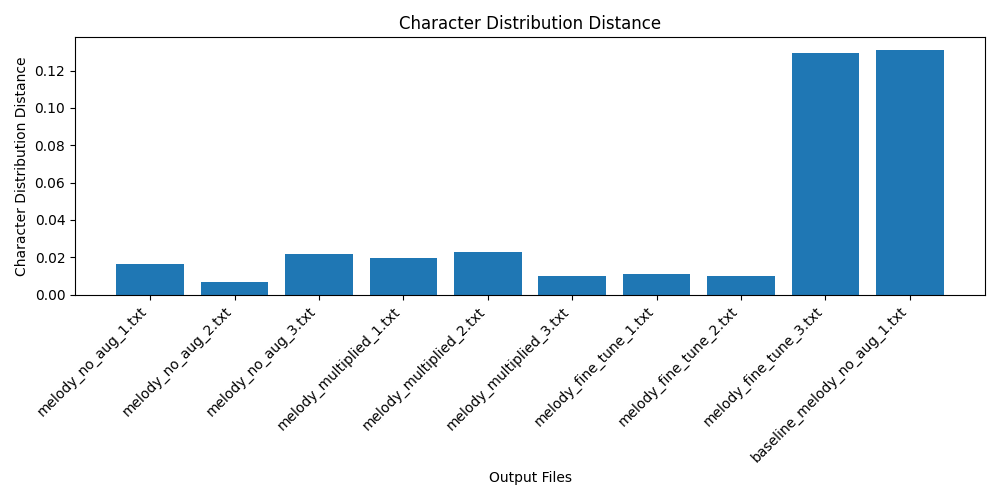 Character Distribution Distance
Character Distribution Distance
0.12
0.10
0.08
0.06
0.04
0.02
0.00
melody_no_aug_1.txt
melody_no_aug_2.txt
melody_no_aug_3.txt
melody_multiplied_1.txt
melody_multiplied_2.txt
melody_multiplied_3.txt
melody_fine_tune_1.txt
melody_fine_tune_2.txt
melody_fine_tune_3.txt
baseline_melody_no_aug_1.txt
Output Files